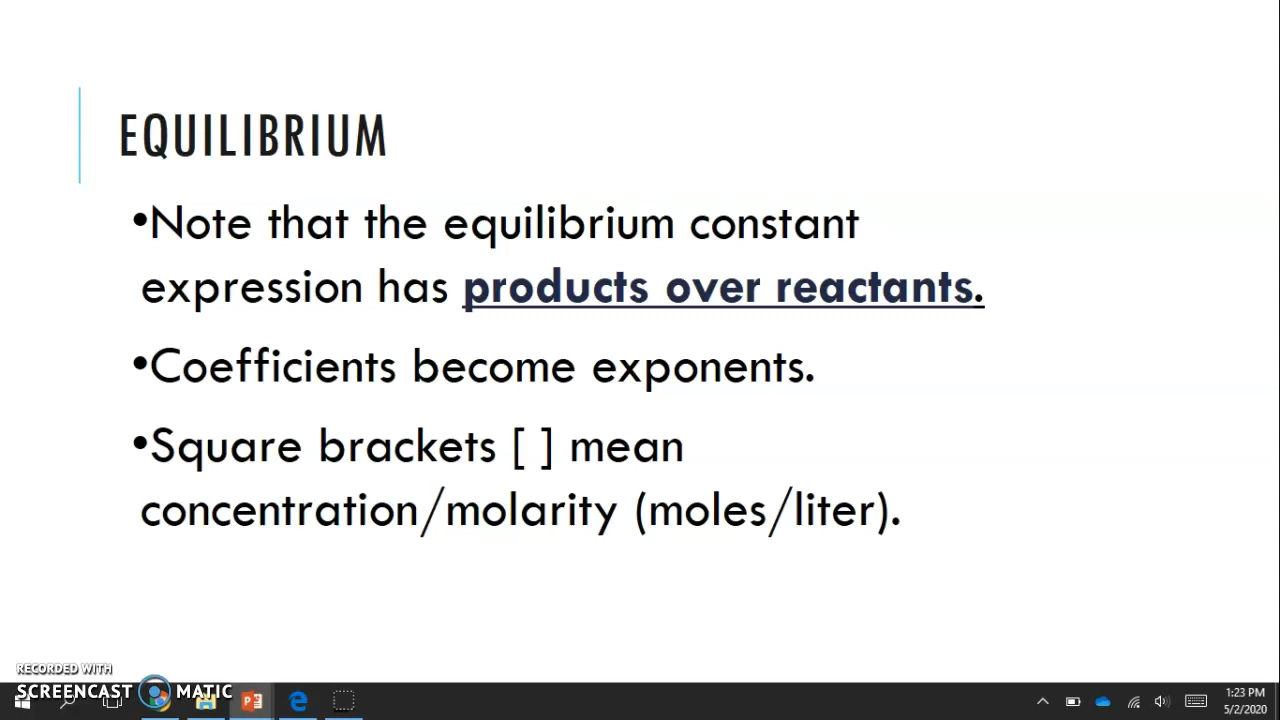 EQUILIBRIUM
•Note that the equilibrium constant
expression has products over reactants.
•Coefficients become exponents.
•Square brackets [ ] mean
concentration/molarity (moles/liter).
RECORDED WITH
SCREENCAST MATIC
1:23 PM
5/2/2020